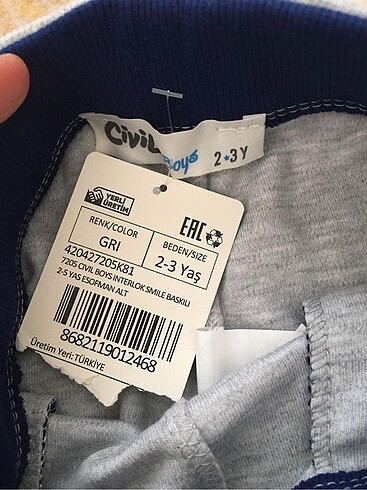 Civil
Boys
2★3 Y
YERLİ
ÜRETİM
EAC
RENK/COLOR
GRI
BEDEN/SIZE
2-3 Yaş
420427205K81
7205 CIVIL BOYS INTERLOK SMILE BASKILI
2-5 YAS ESOFMAN ALT
8682119012468
Üretim Yeri: TÜRKİYE